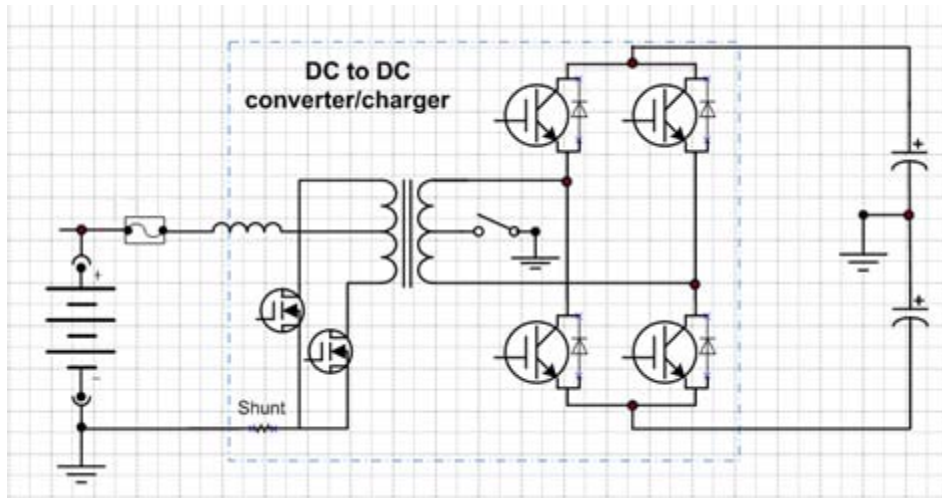 DC to DC
converter/charger
+
+
+
−
Shunt